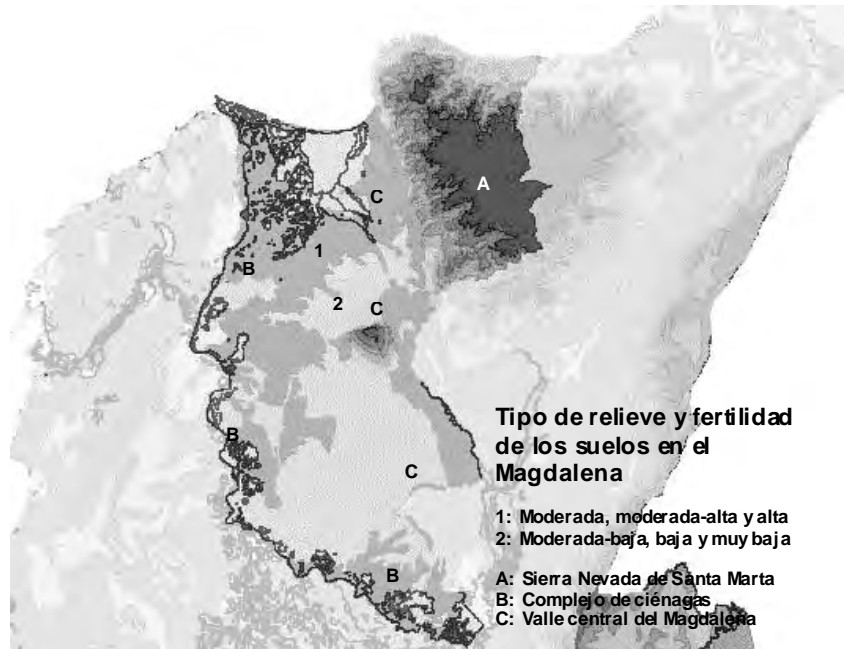 A
C
1
B
2
C
B
C
B
Tipo de relieve y fertilidad
de los suelos en el
Magdalena
1: Moderada, moderada-alta y alta
2: Moderada-baja, baja y muy baja
A: Sierra Nevada de Santa Marta
B: Complejo de ciénagas
C: Valle central del Magdalena